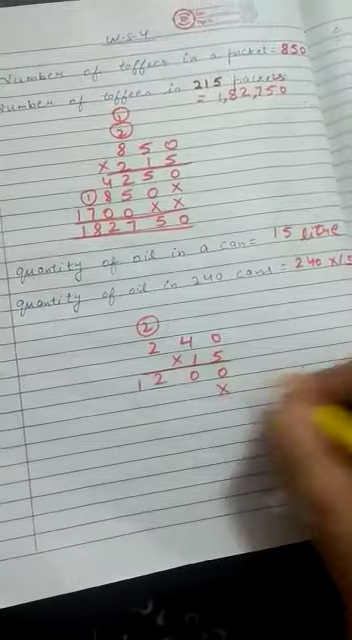 W.S-4
Number of toffees in a packet = 850
Number of toffees in 215 packets
= 1,82,750
1
2
8 5 0
× 2 1 5
4 2 5 0
1 8 5 0 ×
1 7 0 0 × ×
1 8 2 7 5 0
quantity of oil in a can = 15 litre
quantity of oil in 240 cans = 240 × 15
2
2 4 0
× 1 5
1 2 0 0
×